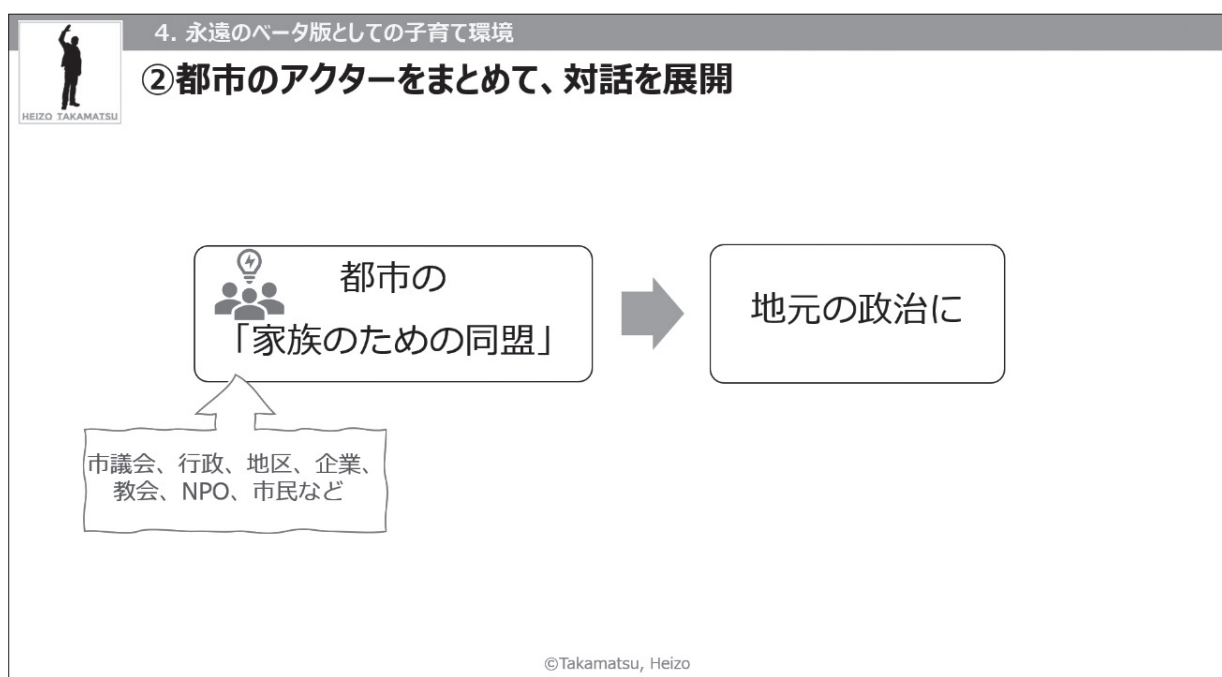 4. 永遠のベータ版としての子育て環境
②都市のアクターをまとめて、対話を展開
HEIZO TAKAMATSU
都市の
「家族のための同盟」
地元の政治に
市議会、行政、地区、企業、
教会、NPO、市民など
©Takamatsu, Heizo